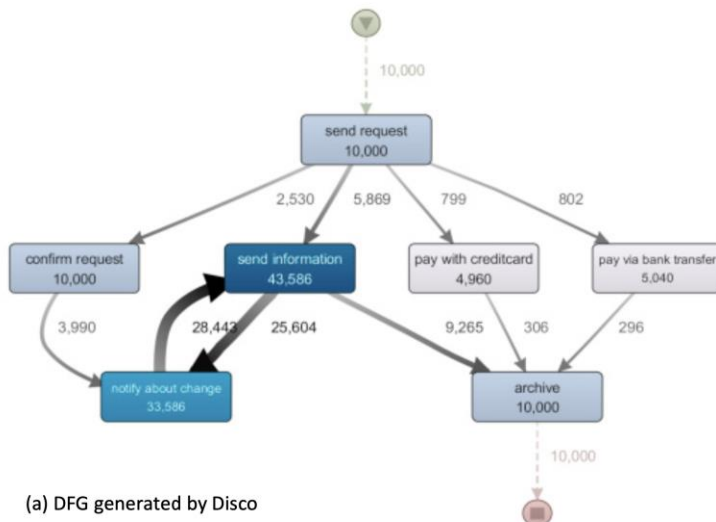 10,000
send request
10,000
2,530
5,869
799
802
confirm request
10,000
send information
43,586
pay with creditcard
4,960
pay via bank transfer
5,040
3,990
28,443
25,604
9,265
306
296
notify about change
33,586
archive
10,000
10,000
(a) DFG generated by Disco